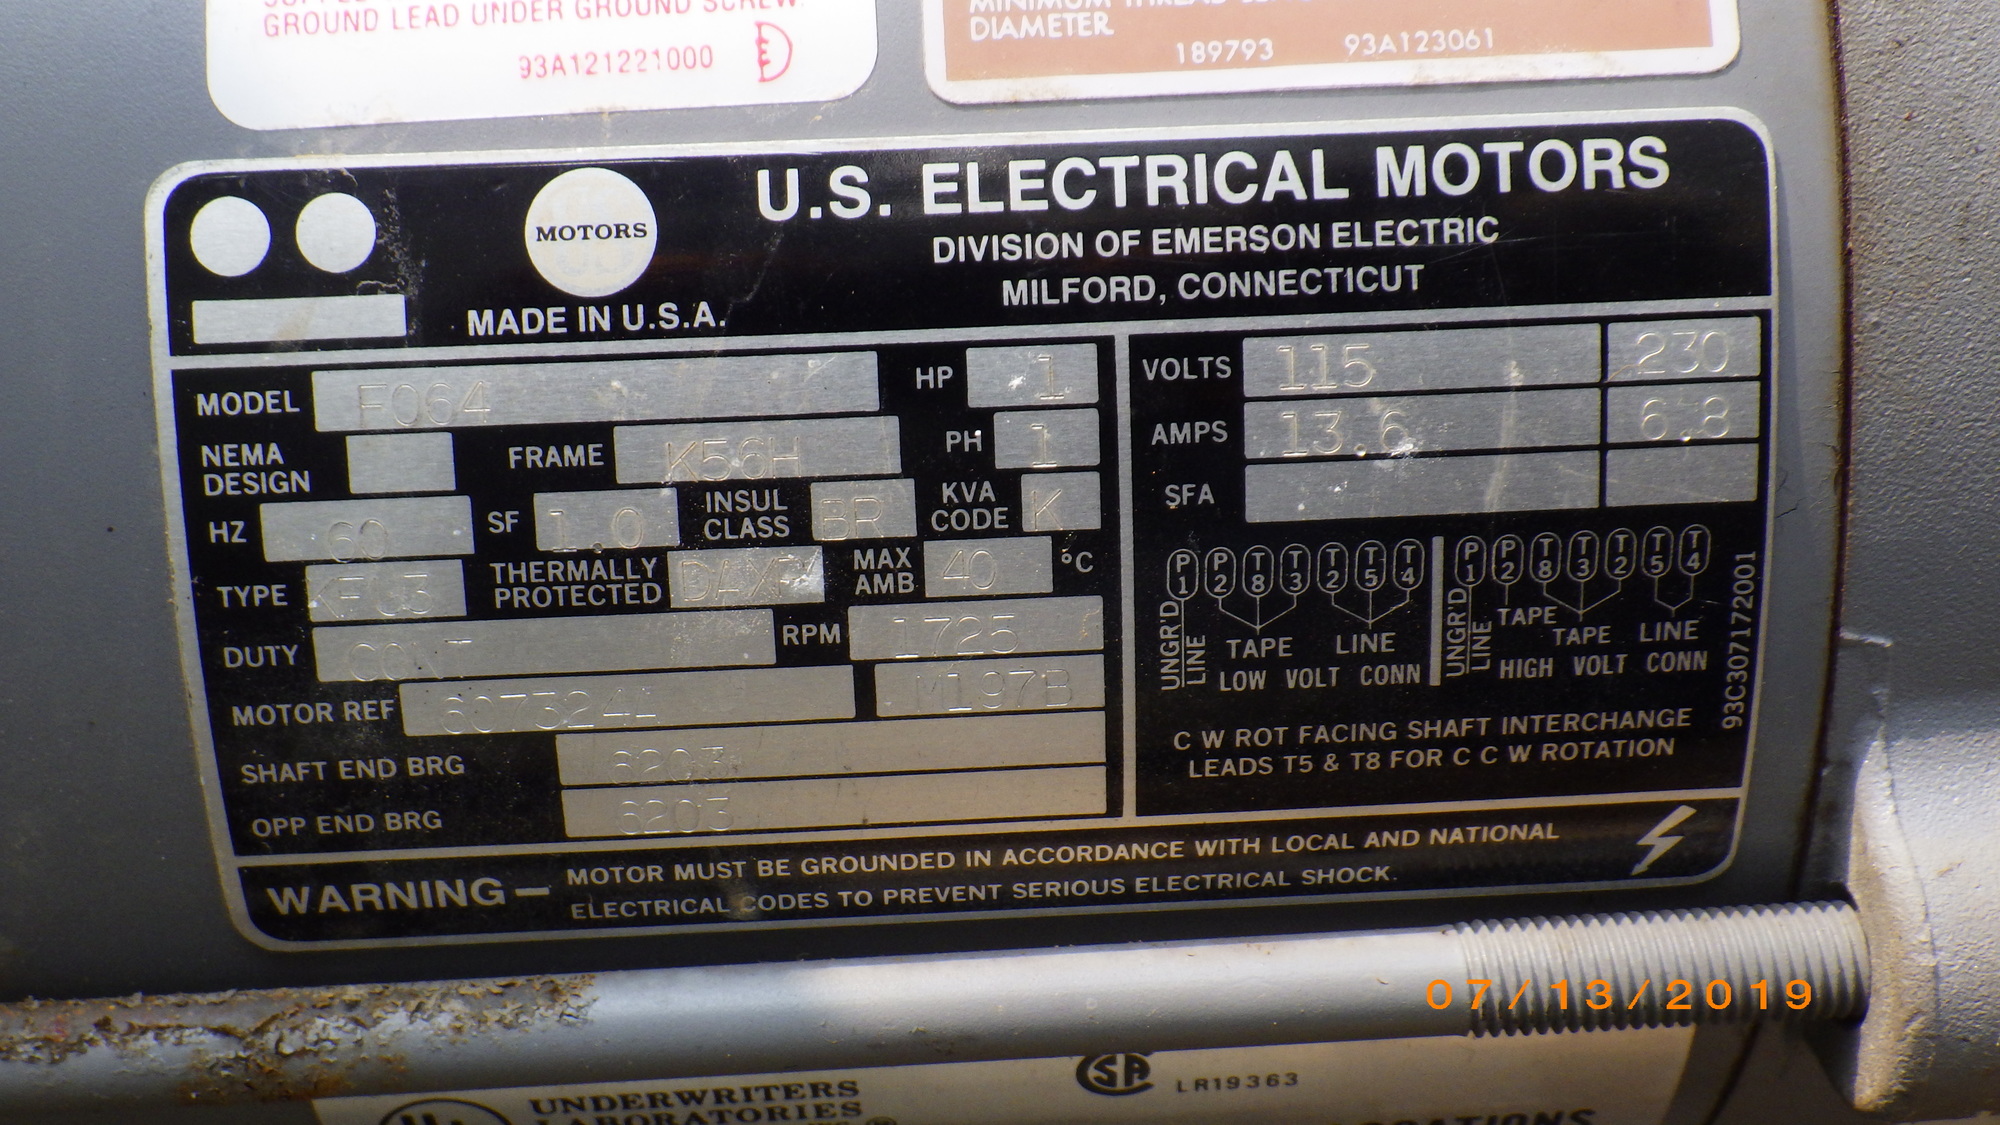 GROUND LEAD UNDER GROUND SCREW
93A121221000
DIAMETER
189793 93A123061
MOTORS
MADE IN U.S.A.
U.S. ELECTRICAL MOTORS
DIVISION OF EMERSON ELECTRIC
MILFORD, CONNECTICUT
MODEL F064 HP 1
NEMA DESIGN FRAME K56H PH 1
HZ 60 SF 1.0 INSUL CLASS BR KVA CODE K
TYPE THERMALLY PROTECTED MAX AMB 40 °C
DUTY CONT RPM 1725
MOTOR REF M197B
SHAFT END BRG 6203
OPP END BRG 6203
VOLTS 115 230
AMPS 13.6 6.8
SFA
P1 P2 T8 T3 T2 T5 T4 P1 P2 T8 T3 T2 T5 T4
UNGR'D LINE TAPE LINE UNGR'D LINE TAPE TAPE LINE
LOW VOLT CONN HIGH VOLT CONN
93C307172001
C W ROT FACING SHAFT INTERCHANGE
LEADS T5 & T8 FOR C C W ROTATION
WARNING — MOTOR MUST BE GROUNDED IN ACCORDANCE WITH LOCAL AND NATIONAL
ELECTRICAL CODES TO PREVENT SERIOUS ELECTRICAL SHOCK.
07/13/2019
UNDERWRITERS
LABORATORIES
LR19363